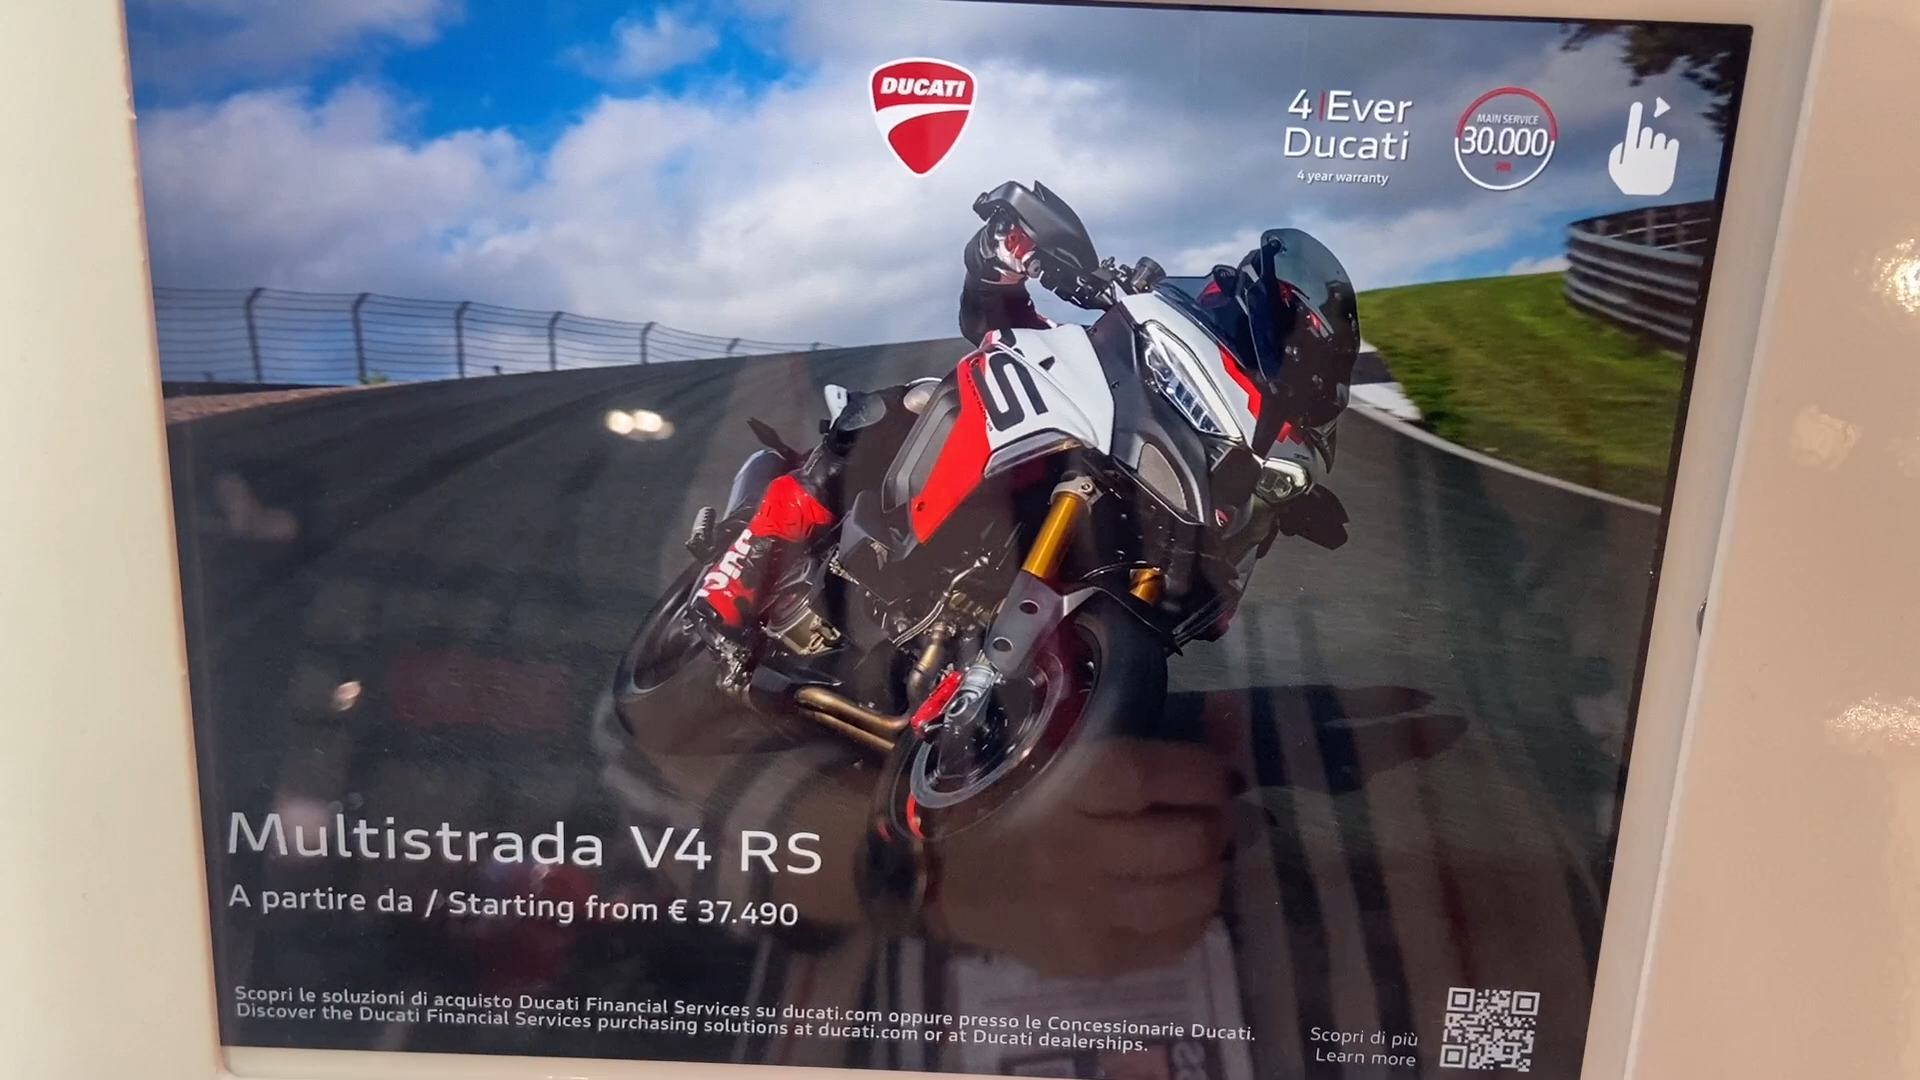 DUCATI
4|Ever
Ducati
4 year warranty
MAIN SERVICE
30.000
S
Multistrada V4 RS
A partire da / Starting from € 37.490
Scopri le soluzioni di acquisto Ducati Financial Services su ducati.com oppure presso le Concessionarie Ducati.
Discover the Ducati Financial Services purchasing solutions at ducati.com or at Ducati dealerships.
Scopri di più
Learn more